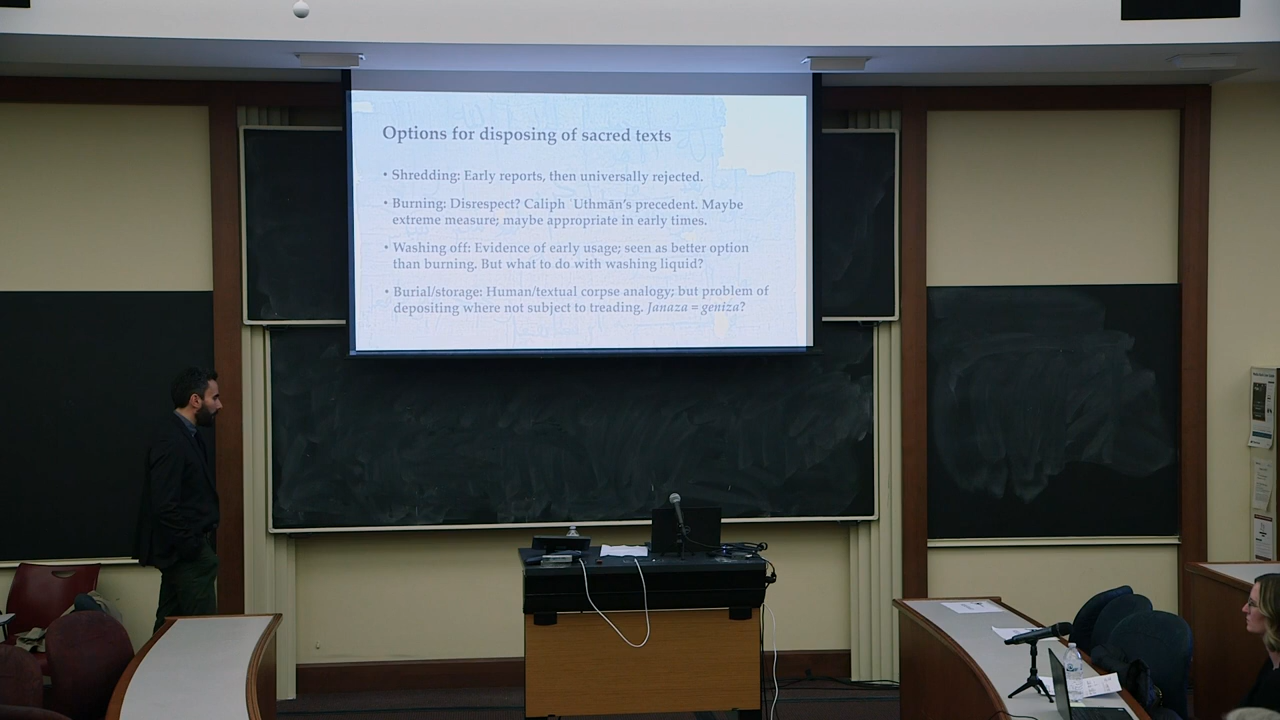 Options for disposing of sacred texts
• Shredding: Early reports, then universally rejected.
• Burning: Disrespect? Caliph ʿUthmān's precedent. Maybe
extreme measure; maybe appropriate in early times.
• Washing off: Evidence of early usage; seen as better option
than burning. But what to do with washing liquid?
• Burial/storage: Human/textual corpse analogy; but problem of
depositing where not subject to treading. Janaza = geniza?